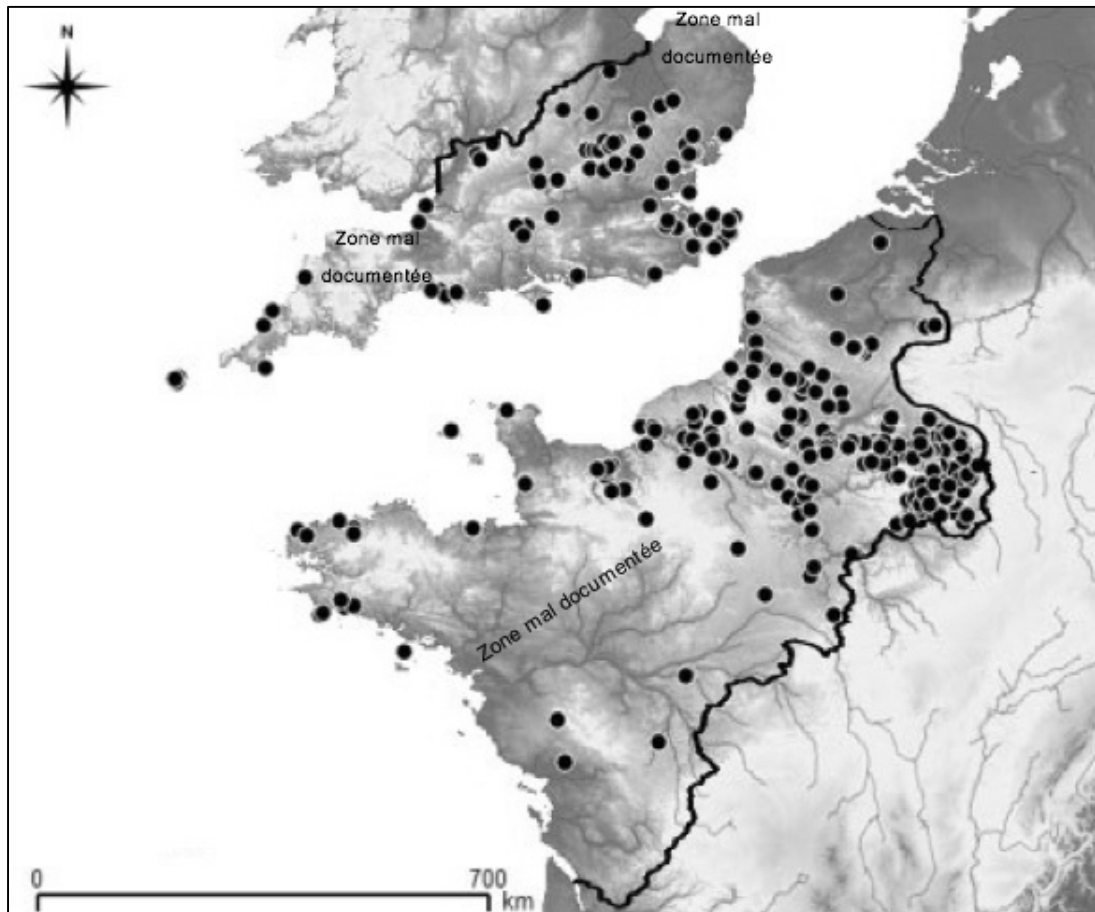 Zone mal
documentée
N
Zone mal
documentée
Zone mal documentée
0 700
km